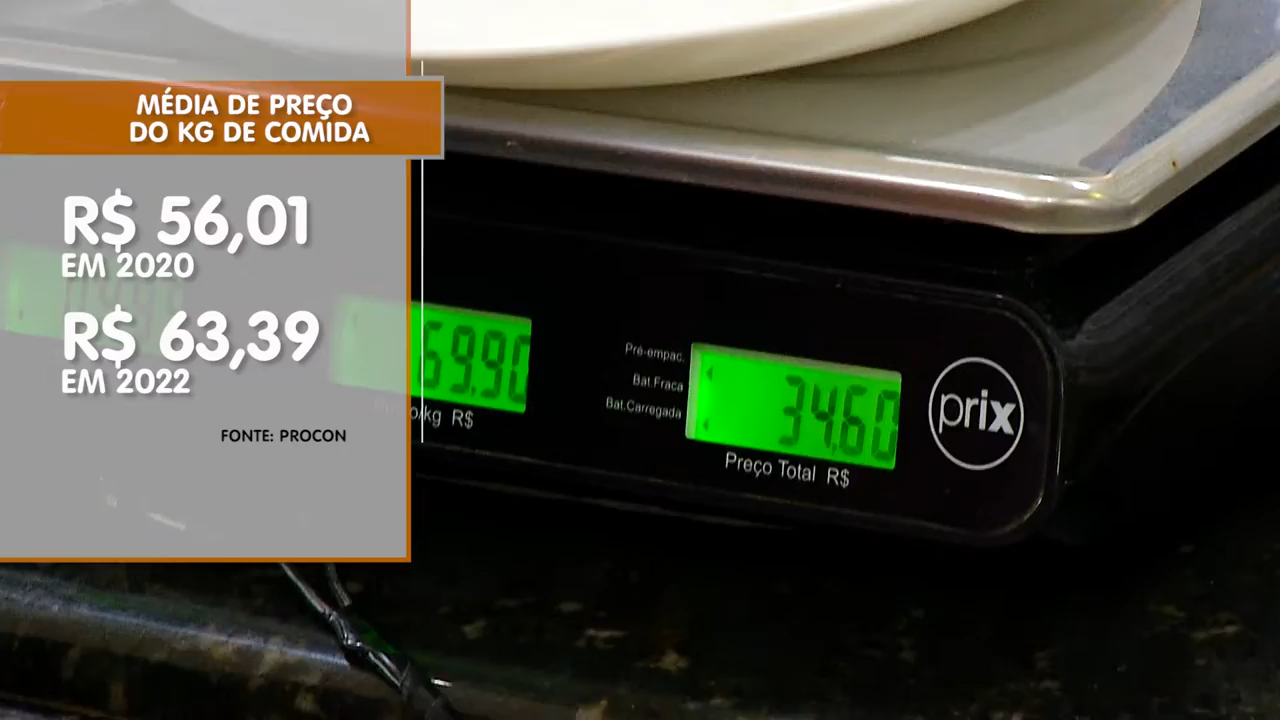 MÉDIA DE PREÇO
DO KG DE COMIDA
R$ 56,01
EM 2020
R$ 63,39
EM 2022
FONTE: PROCON
69.90
R$
Pré-empac.
Bat.Fraca
Bat.Carregada
34.60
Preço Total R$
prix